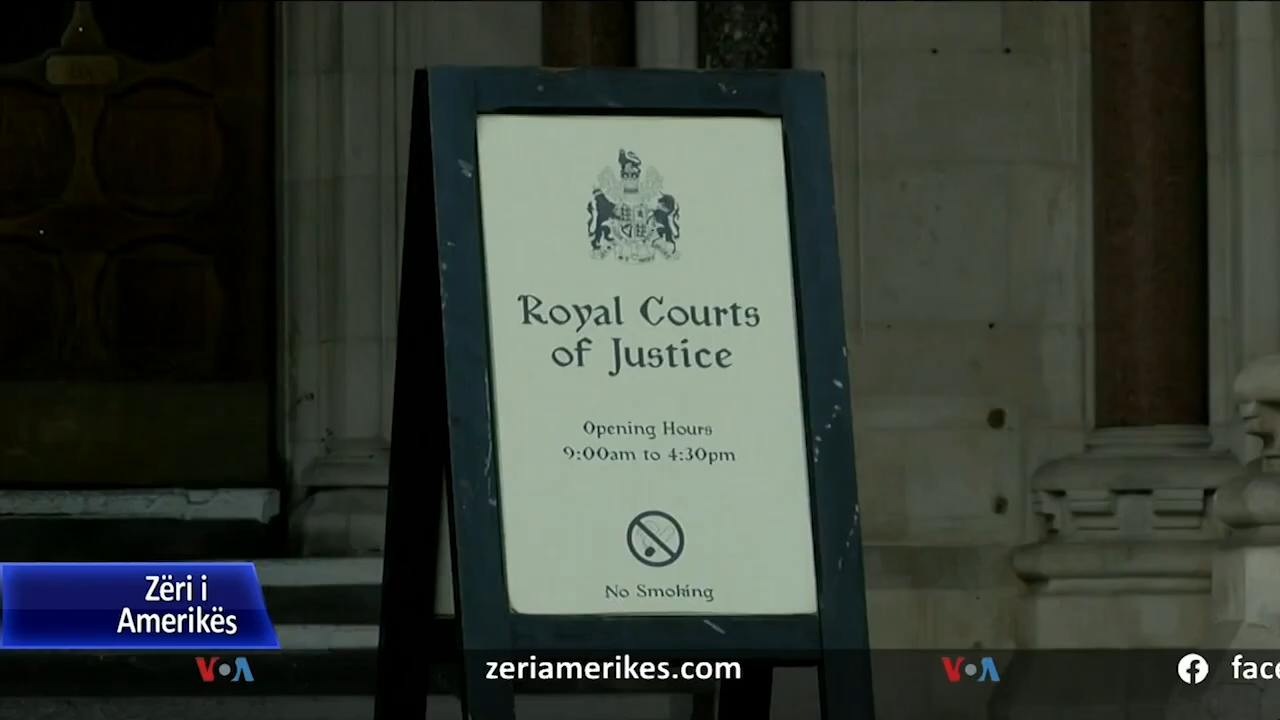 Royal Courts
of Justice
Opening Hours
9:00am to 4:30pm
No Smoking
Zëri i
Amerikës
VOA
zeriamerikes.com
VOA
face